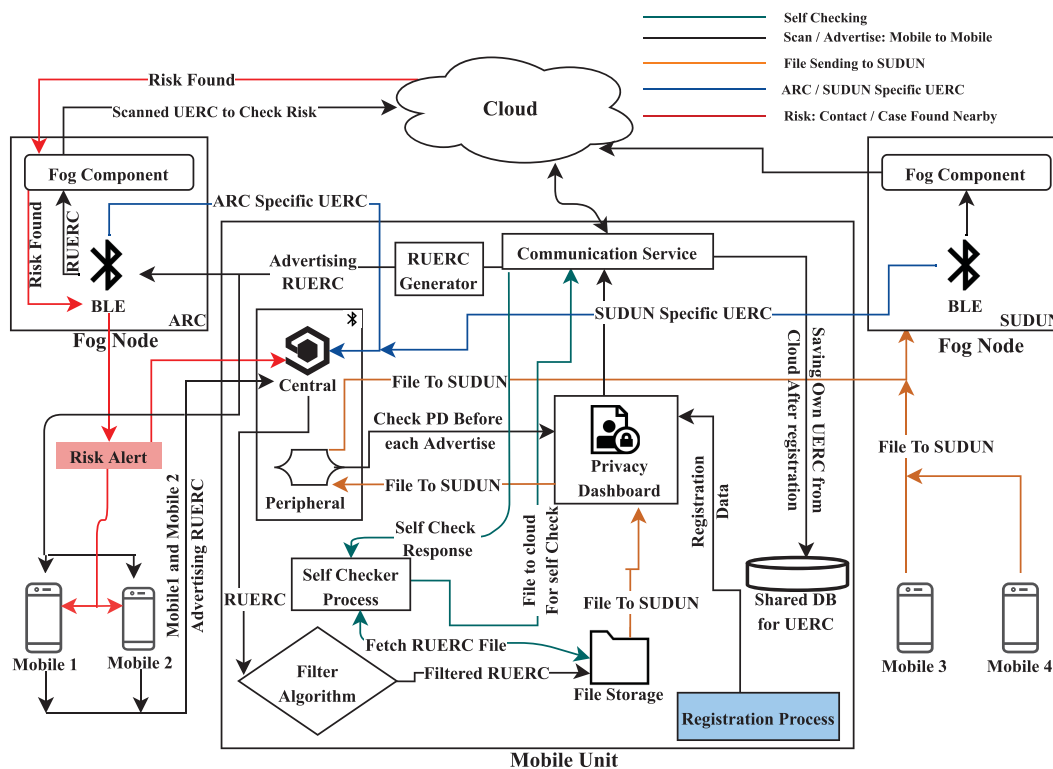 Self Checking
Scan / Advertise: Mobile to Mobile
File Sending to SUDUN
ARC / SUDUN Specific UERC
Risk: Contact / Case Found Nearby
Risk Found
Scanned UERC to Check Risk
Cloud
Fog Component
Risk Found
RUERC
BLE
ARC
Fog Node
ARC Specific UERC
Advertising
RUERC
RUERC
Generator
Communication Service
Fog Component
BLE
SUDUN
Fog Node
SUDUN Specific UERC
Central
File To SUDUN
Check PD Before
each Advertise
Peripheral
File To SUDUN
Privacy
Dashboard
Saving Own UERC from
Cloud After registration
Registration
Data
Risk Alert
Mobile1 and Mobile 2
Advertising RUERC
Mobile 1
Mobile 2
Self Check
Response
Self Checker
Process
File to cloud
For self Check
RUERC
Fetch RUERC File
Filter
Algorithm
Filtered RUERC
File To SUDUN
File Storage
Shared DB
for UERC
Registration Process
Mobile Unit
File To SUDUN
Mobile 3
Mobile 4